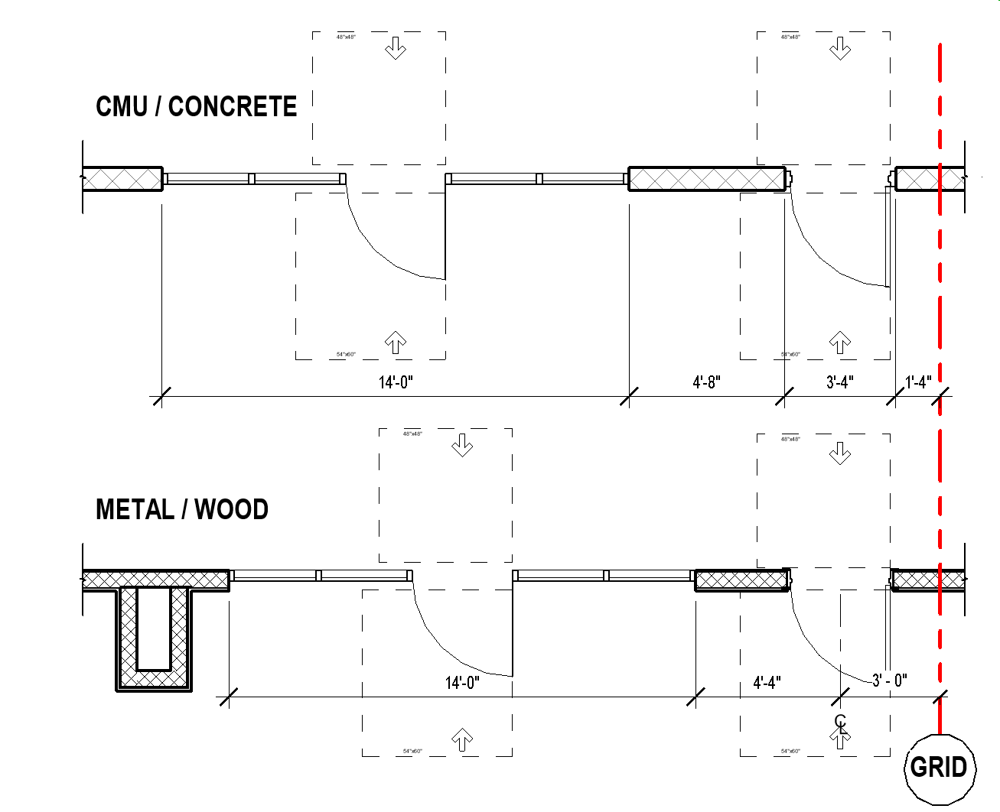 48"x48" 48"x48"
CMU / CONCRETE
54"x60" 54"x60"
14'-0" 4'-8" 3'-4" 1'-4"
48"x48" 48"x48"
METAL / WOOD
14'-0" 4'-4" 3' - 0"
CL
54"x60" 54"x60"
GRID